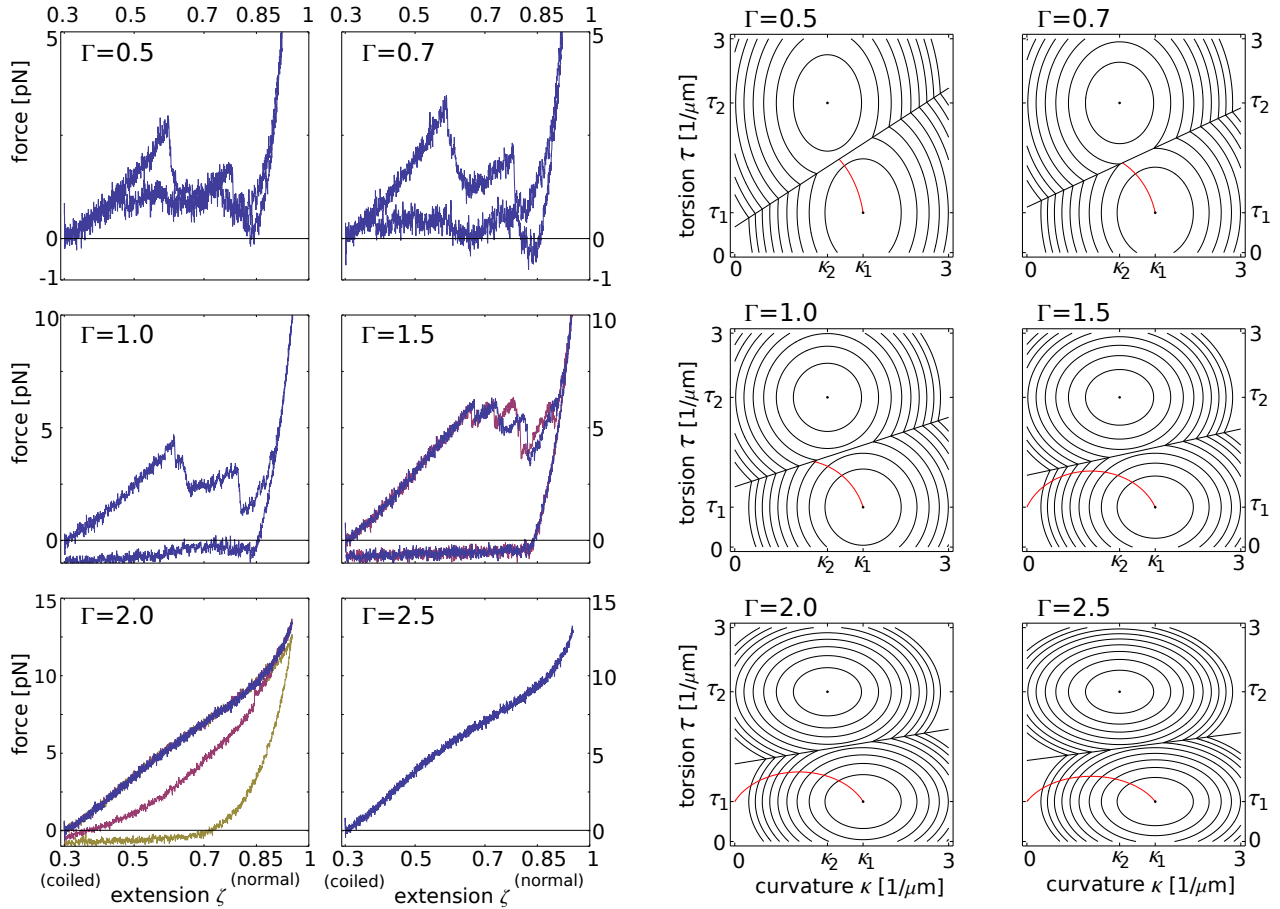 0.3 0.5 0.7 0.85 1 0.3 0.5 0.7 0.85 1
5
Γ=0.5
force [pN]
0
-1
Γ=0.7
5
0
-1
10
Γ=1.0
force [pN]
5
0
Γ=1.5
10
5
0
15
Γ=2.0
force [pN]
10
5
0
0.3 0.7 0.85 1
(coiled) (normal)
extension ζ
Γ=2.5
15
10
5
0
0.3 0.7 0.85 1
(coiled) (normal)
extension ζ
Γ=0.5
3
τ2
torsion τ [1/μm]
τ1
0
0 κ2 κ1 3
Γ=0.7
3
τ2
τ1
0
0 κ2 κ1 3
Γ=1.0
3
τ2
torsion τ [1/μm]
τ1
0
0 κ2 κ1 3
Γ=1.5
3
τ2
τ1
0
0 κ2 κ1 3
Γ=2.0
3
τ2
torsion τ [1/μm]
τ1
0
0 κ2 κ1 3
curvature κ [1/μm]
Γ=2.5
3
τ2
τ1
0
0 κ2 κ1 3
curvature κ [1/μm]